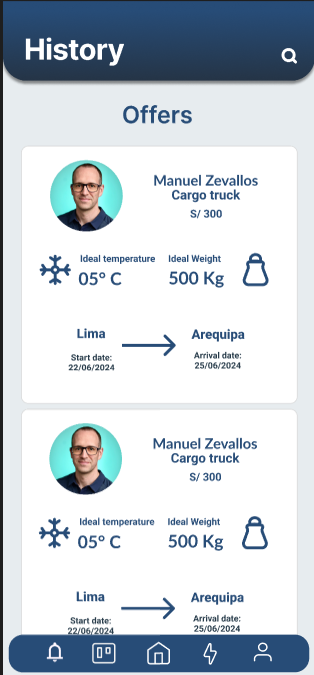 History
Offers
Manuel Zevallos
Cargo truck
S/ 300
Ideal temperature
Ideal Weight
05° C
500 Kg
Lima
Arequipa
Start date:
Arrival date:
22/06/2024
25/06/2024
Manuel Zevallos
Cargo truck
S/ 300
Ideal temperature
Ideal Weight
05° C
500 Kg
Lima
Arequipa
Start date:
Arrival date:
22/06/2024
25/06/2024